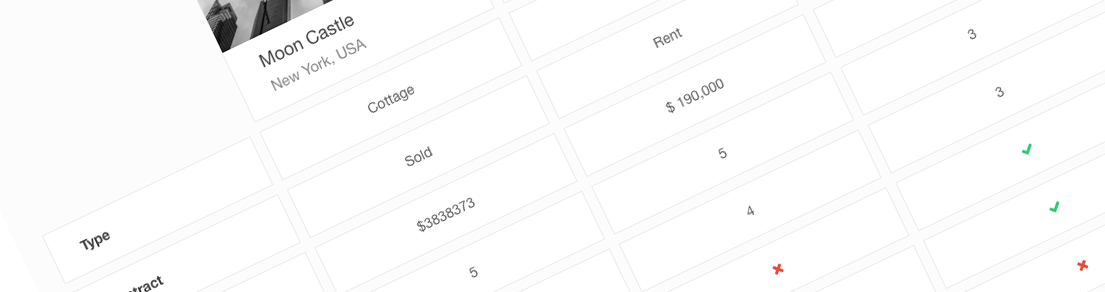 Moon Castle
New York, USA
Type
Cottage
Sold
Rent
$3838373
$ 190,000
5
5
4
3
3